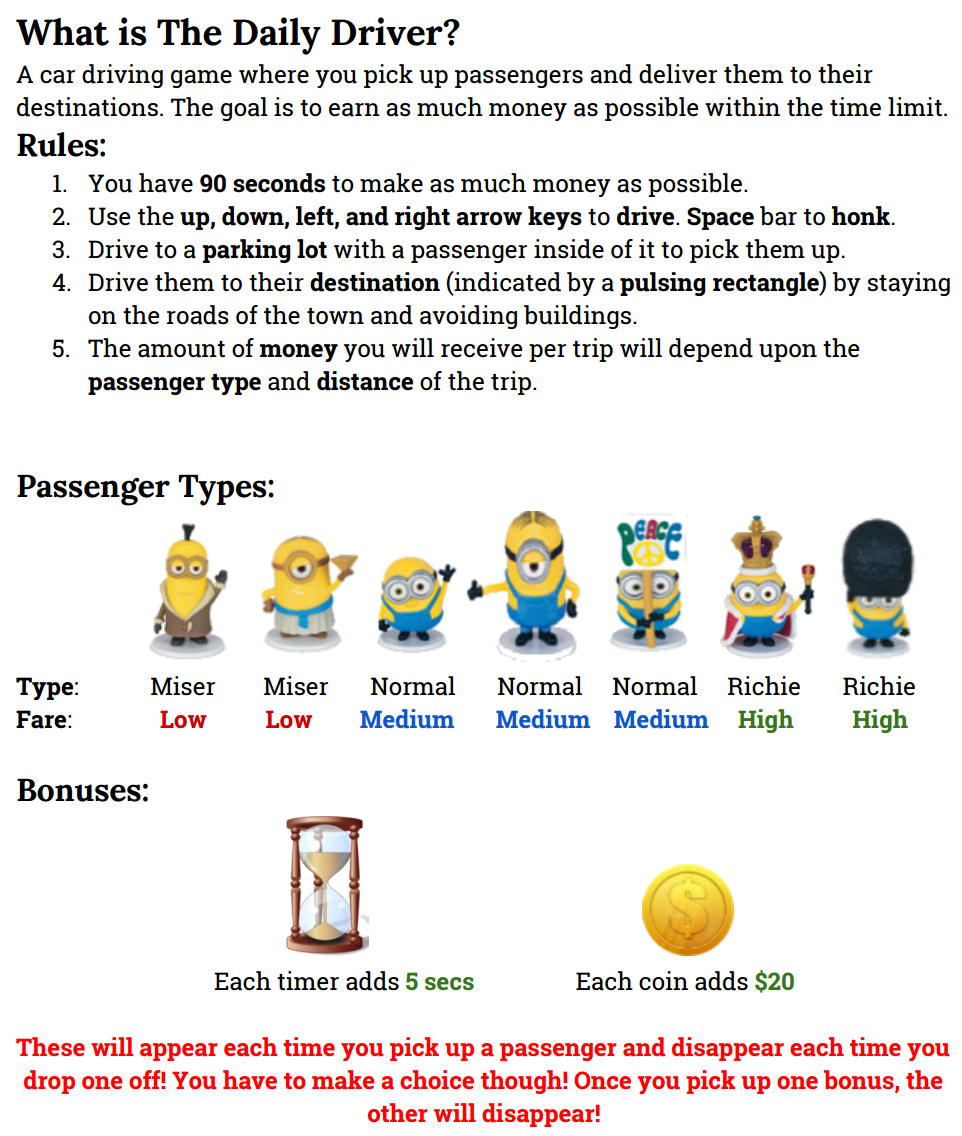 What is The Daily Driver?
A car driving game where you pick up passengers and deliver them to their
destinations. The goal is to earn as much money as possible within the time limit.
Rules:
1. You have 90 seconds to make as much money as possible.
2. Use the up, down, left, and right arrow keys to drive. Space bar to honk.
3. Drive to a parking lot with a passenger inside of it to pick them up.
4. Drive them to their destination (indicated by a pulsing rectangle) by staying
on the roads of the town and avoiding buildings.
5. The amount of money you will receive per trip will depend upon the
passenger type and distance of the trip.
Passenger Types:
PEACE
Type: Miser Miser Normal Normal Normal Richie Richie
Fare: Low Low Medium Medium Medium High High
Bonuses:
$
Each timer adds 5 secs Each coin adds $20
These will appear each time you pick up a passenger and disappear each time you
drop one off! You have to make a choice though! Once you pick up one bonus, the
other will disappear!